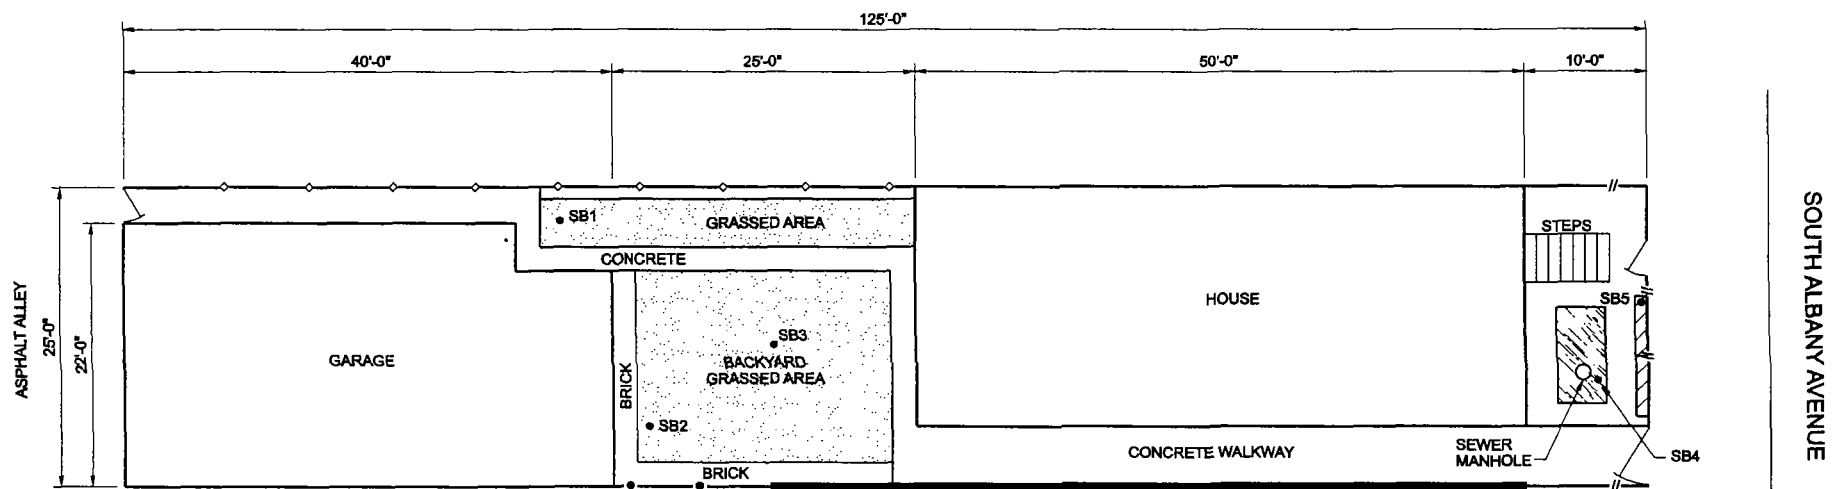 125'-0"
40'-0"
25'-0"
50'-0"
10'-0"
SB1
GRASSED AREA
STEPS
CONCRETE
SB5
HOUSE
ASPHALT ALLEY
25'-0"
22'-0"
GARAGE
BRICK
SB3
BACKYARD
GRASSED AREA
SB2
BRICK
CONCRETE WALKWAY
SEWER
MANHOLE
SB4
SOUTH ALBANY AVENUE